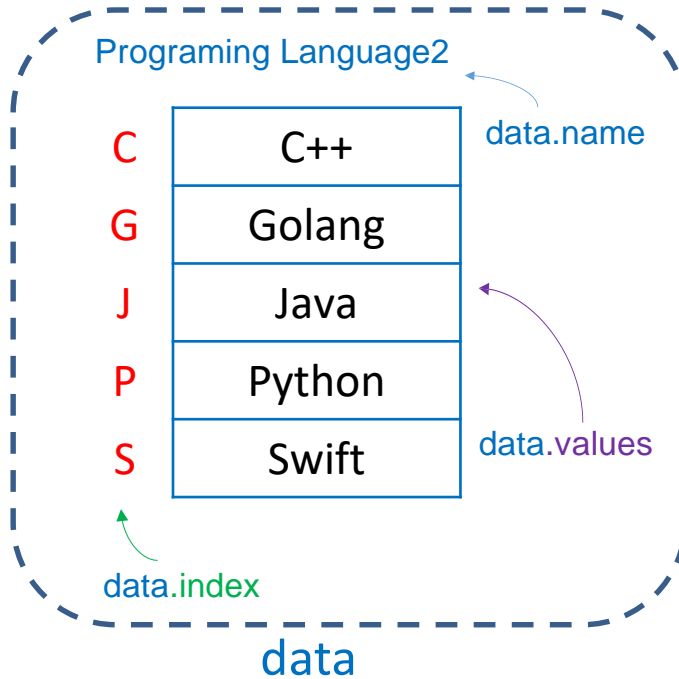 Programing Language2
data.name
C C++
G Golang
J Java
P Python
S Swift
data.values
data.index
data